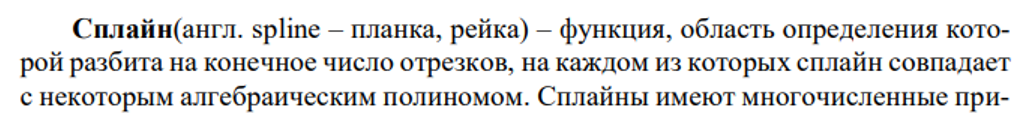 Сплайн(англ. spline – планка, рейка) – функция, область определения кото-
рой разбита на конечное число отрезков, на каждом из которых сплайн совпадает
с некоторым алгебраическим полиномом. Сплайны имеют многочисленные при-